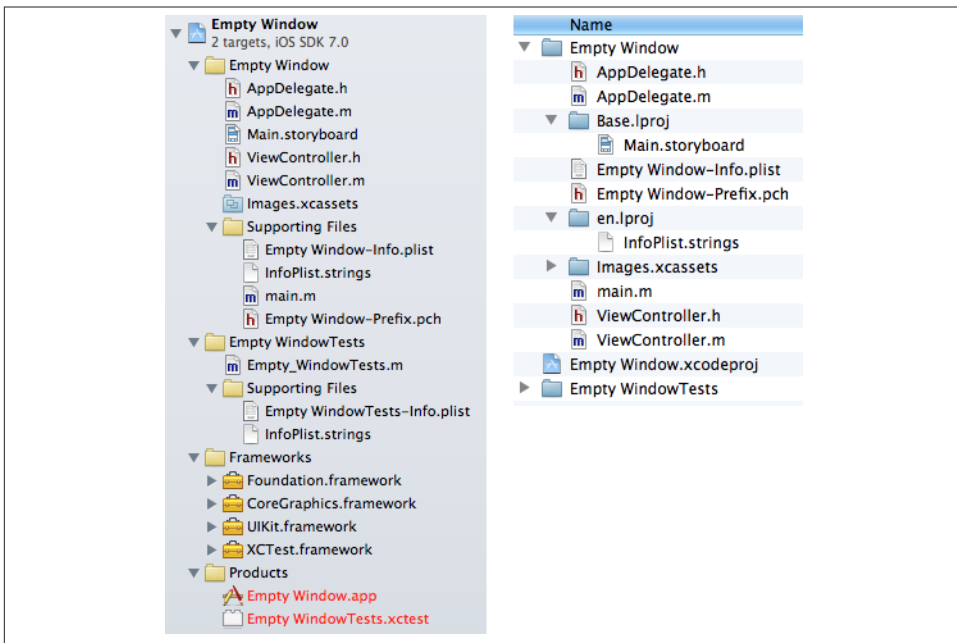 Empty Window
2 targets, iOS SDK 7.0
Empty Window
AppDelegate.h
AppDelegate.m
Main.storyboard
ViewController.h
ViewController.m
Images.xcassets
Supporting Files
Empty Window-Info.plist
InfoPlist.strings
main.m
Empty Window-Prefix.pch
Empty WindowTests
Empty_WindowTests.m
Supporting Files
Empty WindowTests-Info.plist
InfoPlist.strings
Frameworks
Foundation.framework
CoreGraphics.framework
UIKit.framework
XCTest.framework
Products
Empty Window.app
Empty WindowTests.xctest
Name
Empty Window
AppDelegate.h
AppDelegate.m
Base.lproj
Main.storyboard
Empty Window-Info.plist
Empty Window-Prefix.pch
en.lproj
InfoPlist.strings
Images.xcassets
main.m
ViewController.h
ViewController.m
Empty Window.xcodeproj
Empty WindowTests